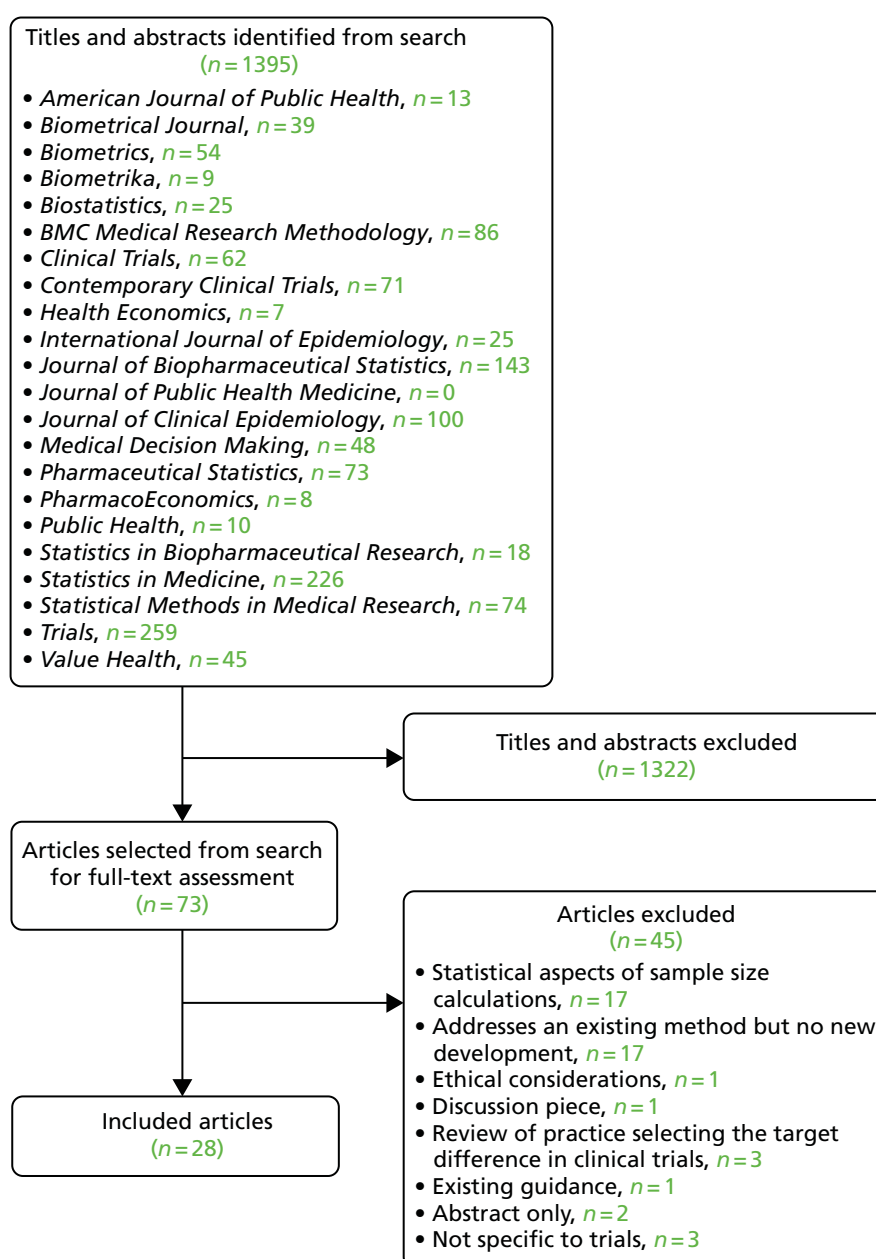 Titles and abstracts identified from search
(n = 1395)
• American Journal of Public Health, n = 13
• Biometrical Journal, n = 39
• Biometrics, n = 54
• Biometrika, n = 9
• Biostatistics, n = 25
• BMC Medical Research Methodology, n = 86
• Clinical Trials, n = 62
• Contemporary Clinical Trials, n = 71
• Health Economics, n = 7
• International Journal of Epidemiology, n = 25
• Journal of Biopharmaceutical Statistics, n = 143
• Journal of Public Health Medicine, n = 0
• Journal of Clinical Epidemiology, n = 100
• Medical Decision Making, n = 48
• Pharmaceutical Statistics, n = 73
• PharmacoEconomics, n = 8
• Public Health, n = 10
• Statistics in Biopharmaceutical Research, n = 18
• Statistics in Medicine, n = 226
• Statistical Methods in Medical Research, n = 74
• Trials, n = 259
• Value Health, n = 45
Titles and abstracts excluded
(n = 1322)
Articles selected from search
for full-text assessment
(n = 73)
Articles excluded
(n = 45)
• Statistical aspects of sample size
calculations, n = 17
• Addresses an existing method but no new
development, n = 17
• Ethical considerations, n = 1
• Discussion piece, n = 1
• Review of practice selecting the target
difference in clinical trials, n = 3
• Existing guidance, n = 1
• Abstract only, n = 2
• Not specific to trials, n = 3
Included articles
(n = 28)